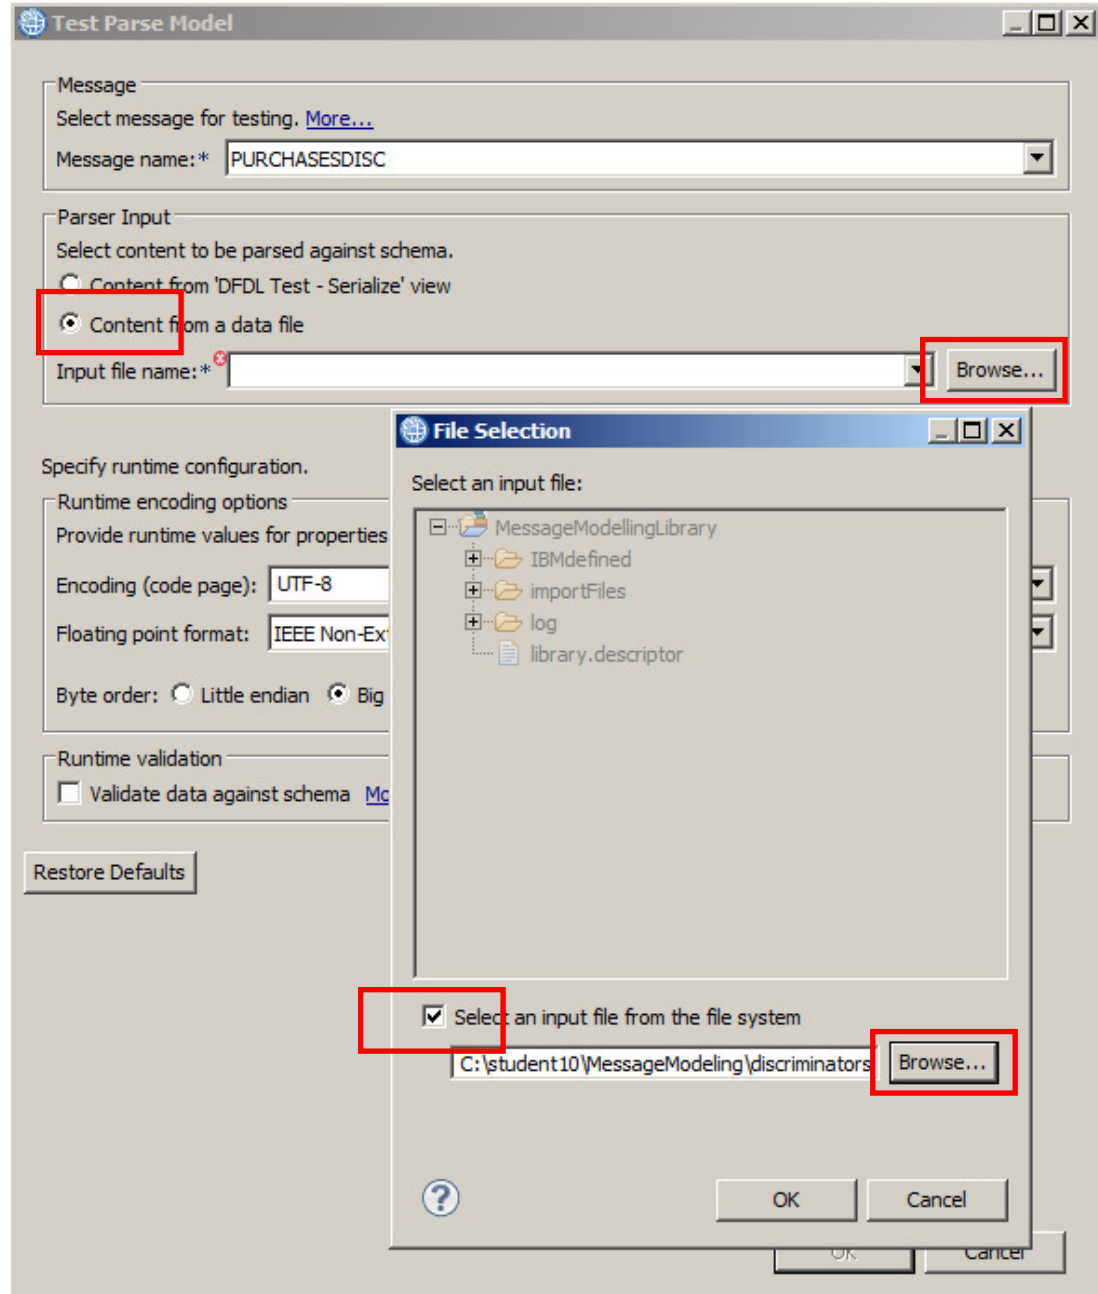 Test Parse Model
Message
Select message for testing. More...
Message name:* PURCHASESDISC
Parser Input
Select content to be parsed against schema.
Content from 'DFDL Test - Serialize' view
Content from a data file
Input file name:* Browse...
File Selection
Select an input file:
MessageModellingLibrary
IBMdefined
importFiles
log
library.descriptor
Select an input file from the file system
C:\student10\MessageModeling\discriminators Browse...
OK Cancel
Specify runtime configuration.
Runtime encoding options
Provide runtime values for properties
Encoding (code page): UTF-8
Floating point format: IEEE Non-Ex
Byte order: Little endian Big
Runtime validation
Validate data against schema Mo
Restore Defaults
OK Cancel